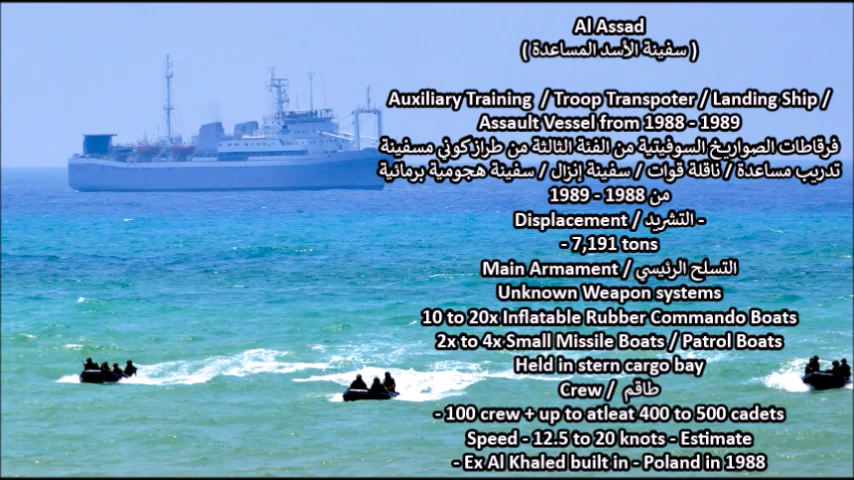 Al Assad
( سفينة الأسد المساعدة )
Auxiliary Training / Troop Transpoter / Landing Ship /
Assault Vessel from 1988 - 1989
فرقاطات الصواريخ السوفيتية من الفئة الثالثة من طراز كوني مسفينة
تدريب مساعدة / ناقلة قوات / سفينة إنزال / سفينة هجومية برمائية
من 1988 - 1989
Displacement / التشريد -
- 7,191 tons
Main Armament / التسلح الرئيسي
Unknown Weapon systems
10 to 20x Inflatable Rubber Commando Boats
2x to 4x Small Missile Boats / Patrol Boats
Held in stern cargo bay
Crew / طاقم
- 100 crew + up to atleat 400 to 500 cadets
Speed - 12.5 to 20 knots - Estimate
- Ex Al Khaled built in - Poland in 1988